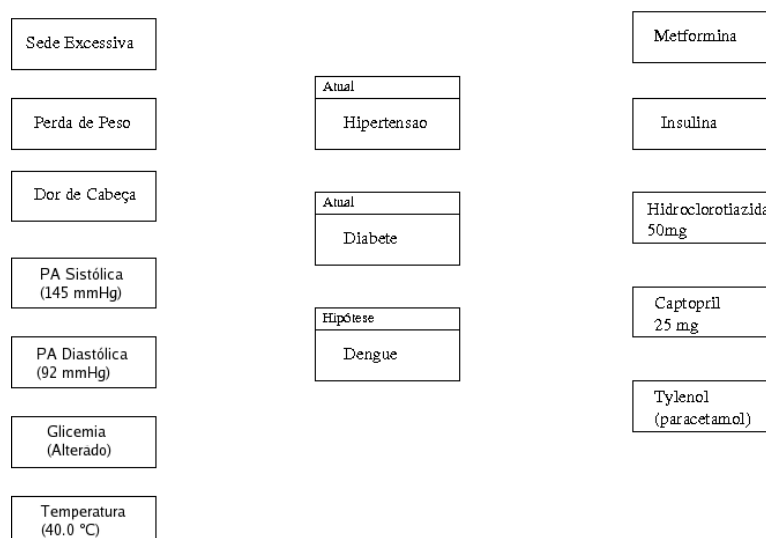 Sede Excessiva
Perda de Peso
Dor de Cabeça
PA Sistólica
(145 mmHg)
PA Diastólica
(92 mmHg)
Glicemia
(Alterado)
Temperatura
(40.0 °C)
Atual
Hipertensao
Atual
Diabete
Hipótese
Dengue
Metformina
Insulina
Hidroclorotiazida
50mg
Captopril
25 mg
Tylenol
(paracetamol)